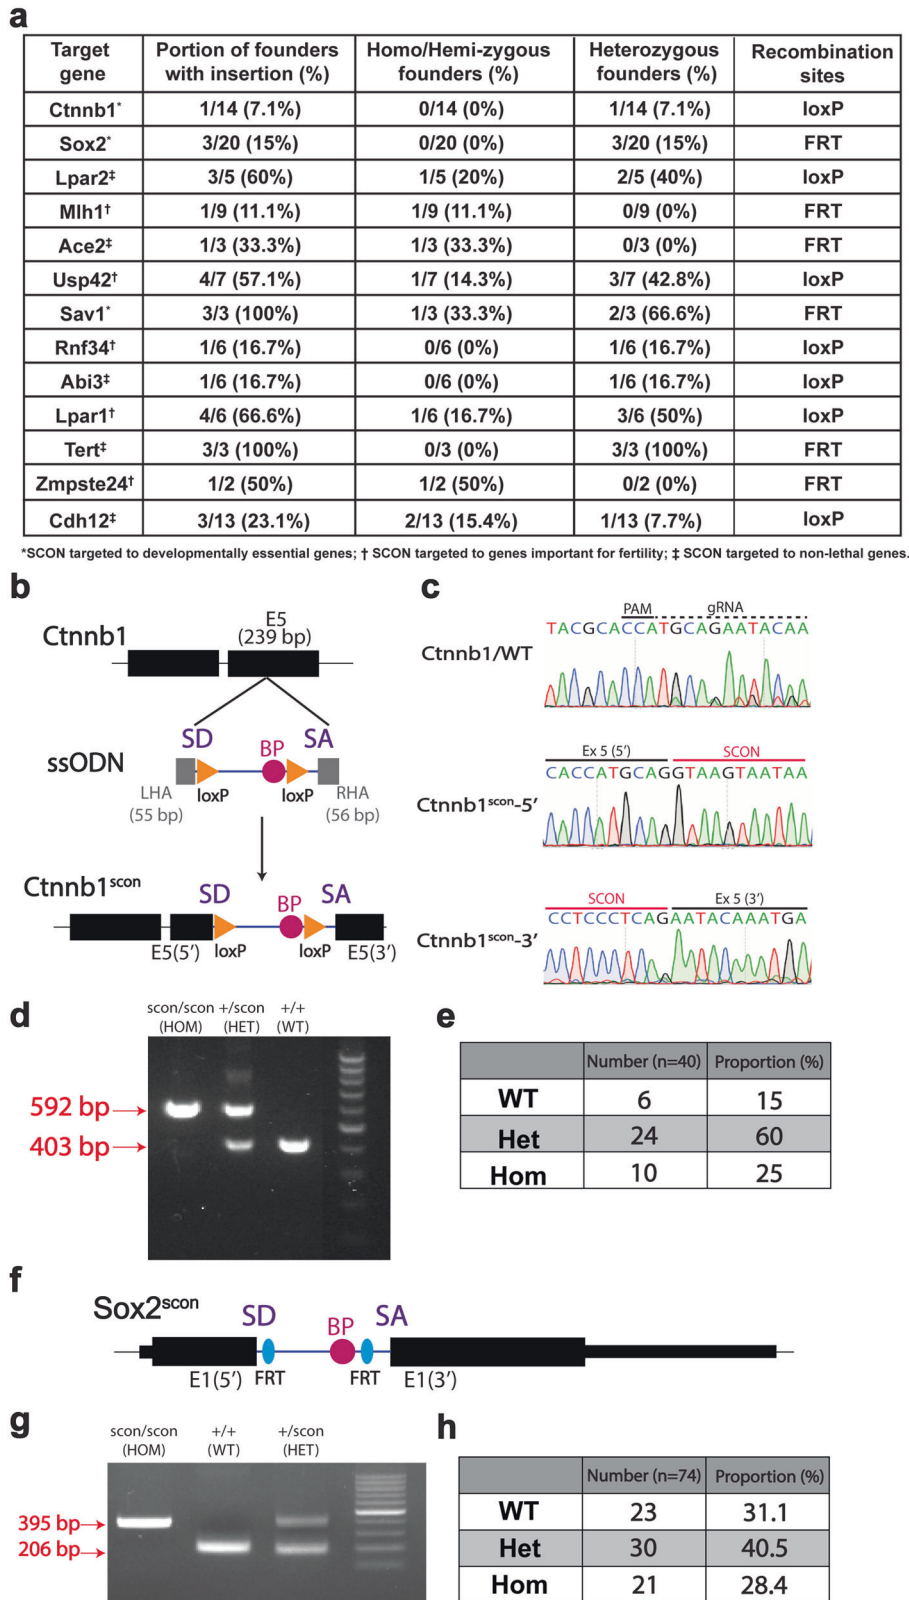 a
Target gene | Portion of founders with insertion (%) | Homo/Hemi-zygous founders (%) | Heterozygous founders (%) | Recombination sites
Ctnnb1* | 1/14 (7.1%) | 0/14 (0%) | 1/14 (7.1%) | loxP
Sox2* | 3/20 (15%) | 0/20 (0%) | 3/20 (15%) | FRT
Lpar2‡ | 3/5 (60%) | 1/5 (20%) | 2/5 (40%) | loxP
Mlh1† | 1/9 (11.1%) | 1/9 (11.1%) | 0/9 (0%) | FRT
Ace2‡ | 1/3 (33.3%) | 1/3 (33.3%) | 0/3 (0%) | FRT
Usp42† | 4/7 (57.1%) | 1/7 (14.3%) | 3/7 (42.8%) | loxP
Sav1* | 3/3 (100%) | 1/3 (33.3%) | 2/3 (66.6%) | FRT
Rnf34† | 1/6 (16.7%) | 0/6 (0%) | 1/6 (16.7%) | loxP
Abi3‡ | 1/6 (16.7%) | 0/6 (0%) | 1/6 (16.7%) | loxP
Lpar1† | 4/6 (66.6%) | 1/6 (16.7%) | 3/6 (50%) | loxP
Tert‡ | 3/3 (100%) | 0/3 (0%) | 3/3 (100%) | FRT
Zmpste24† | 1/2 (50%) | 1/2 (50%) | 0/2 (0%) | FRT
Cdh12‡ | 3/13 (23.1%) | 2/13 (15.4%) | 1/13 (7.7%) | loxP
*SCON targeted to developmentally essential genes; † SCON targeted to genes important for fertility; ‡ SCON targeted to non-lethal genes.
b
Ctnnb1
E5
(239 bp)
SD
SA
BP
ssODN
LHA
(55 bp)
loxP
loxP
RHA
(56 bp)
Ctnnb1scon
SD
BP
SA
E5(5′)
loxP
loxP
E5(3′)
c
PAM
gRNA
TACGCACCATGCAGAATACAA
Ctnnb1/WT
Ex 5 (5′)
SCON
CACCATGCAGGTAAGTAATAA
Ctnnb1scon-5′
SCON
Ex 5 (3′)
CCTCCCTCAGAATACAAATGA
Ctnnb1scon-3′
d
scon/scon
(HOM)
+/scon
(HET)
+/+
(WT)
592 bp
403 bp
e
Number (n=40) | Proportion (%)
WT | 6 | 15
Het | 24 | 60
Hom | 10 | 25
f
Sox2scon
SD
BP
SA
E1(5′)
FRT
FRT
E1(3′)
g
scon/scon
(HOM)
+/+
(WT)
+/scon
(HET)
395 bp
206 bp
h
Number (n=74) | Proportion (%)
WT | 23 | 31.1
Het | 30 | 40.5
Hom | 21 | 28.4